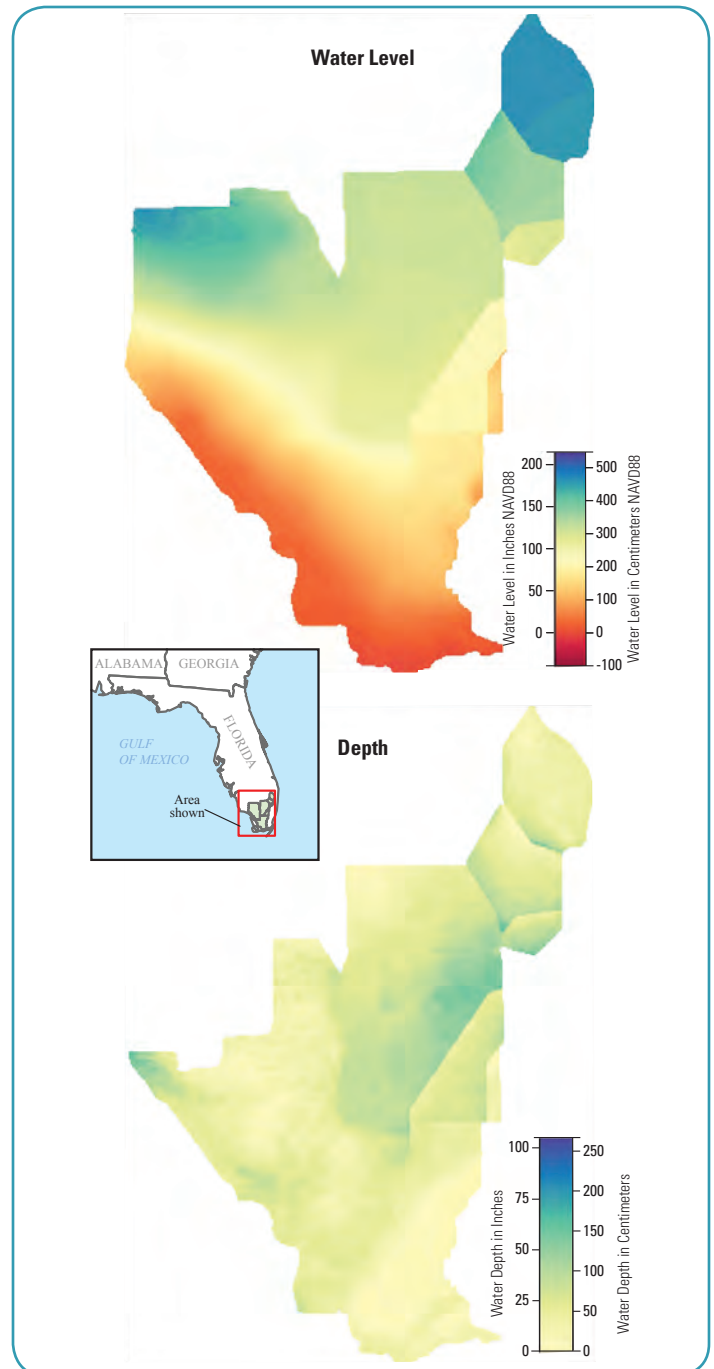 Water Level
200
150
100
50
0
Water Level in Inches NAVD88
500
400
300
200
100
0
-100
Water Level in Centimeters NAVD88
ALABAMA
GEORGIA
FLORIDA
GULF
OF MEXICO
Area
shown
Depth
100
75
50
25
0
Water Depth in Inches
250
200
150
100
50
0
Water Depth in Centimeters